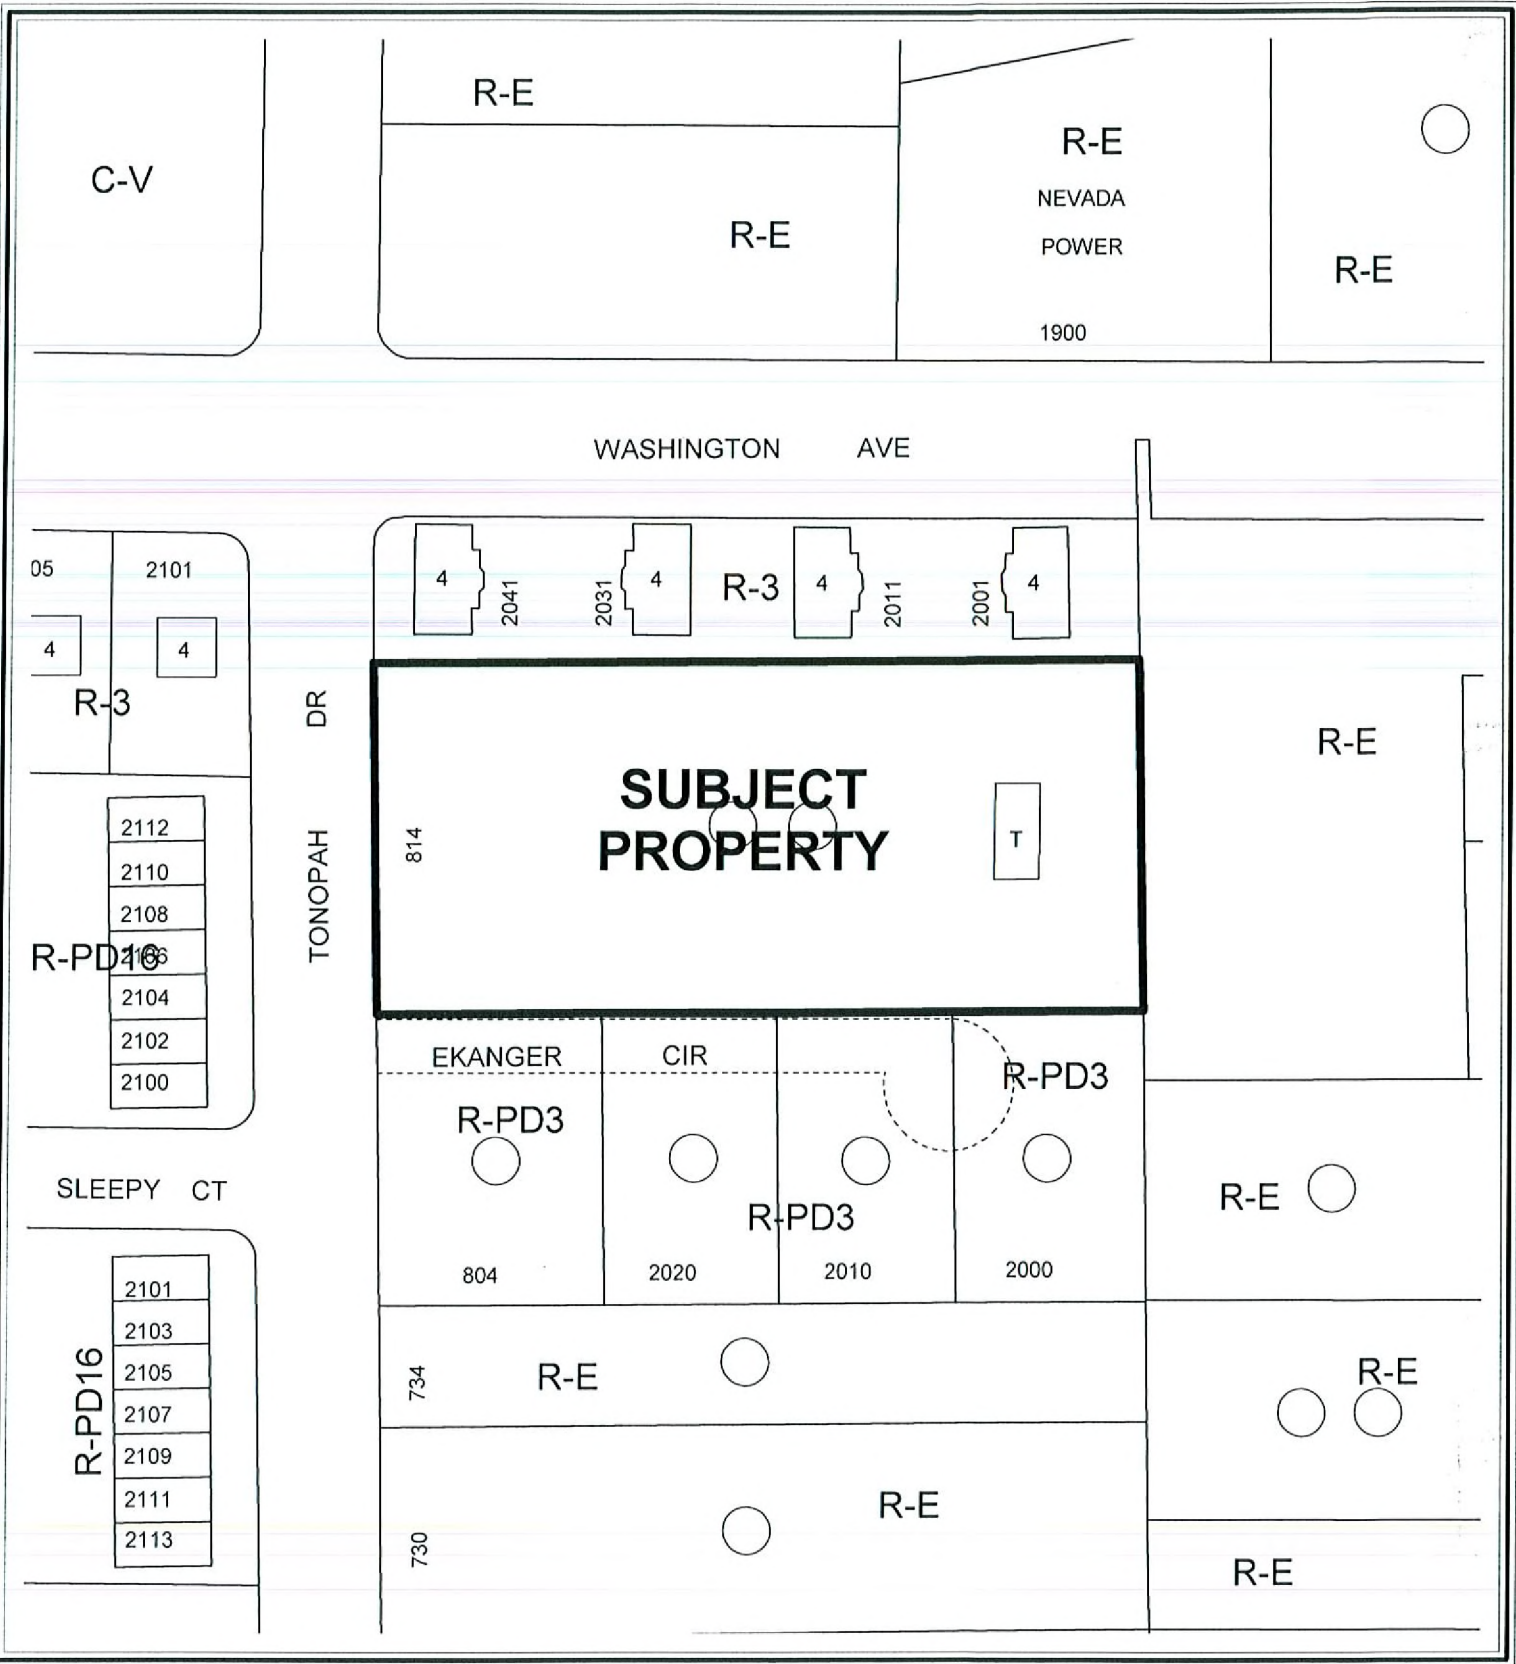 R-E
C-V
R-E
R-E
NEVADA
POWER
1900
R-E
WASHINGTON AVE
05
2101
4
4
R-3
4
2041
2031
4
R-3
4
2011
2001
4
TONOPAH DR
814
SUBJECT
PROPERTY
T
R-E
2112
2110
2108
R-PD16
2106
2104
2102
2100
EKANGER CIR
R-PD3
R-PD3
R-PD3
804
2020
2010
2000
R-E
SLEEPY CT
2101
2103
2105
2107
2109
2111
2113
R-PD16
734
R-E
R-E
730
R-E
R-E